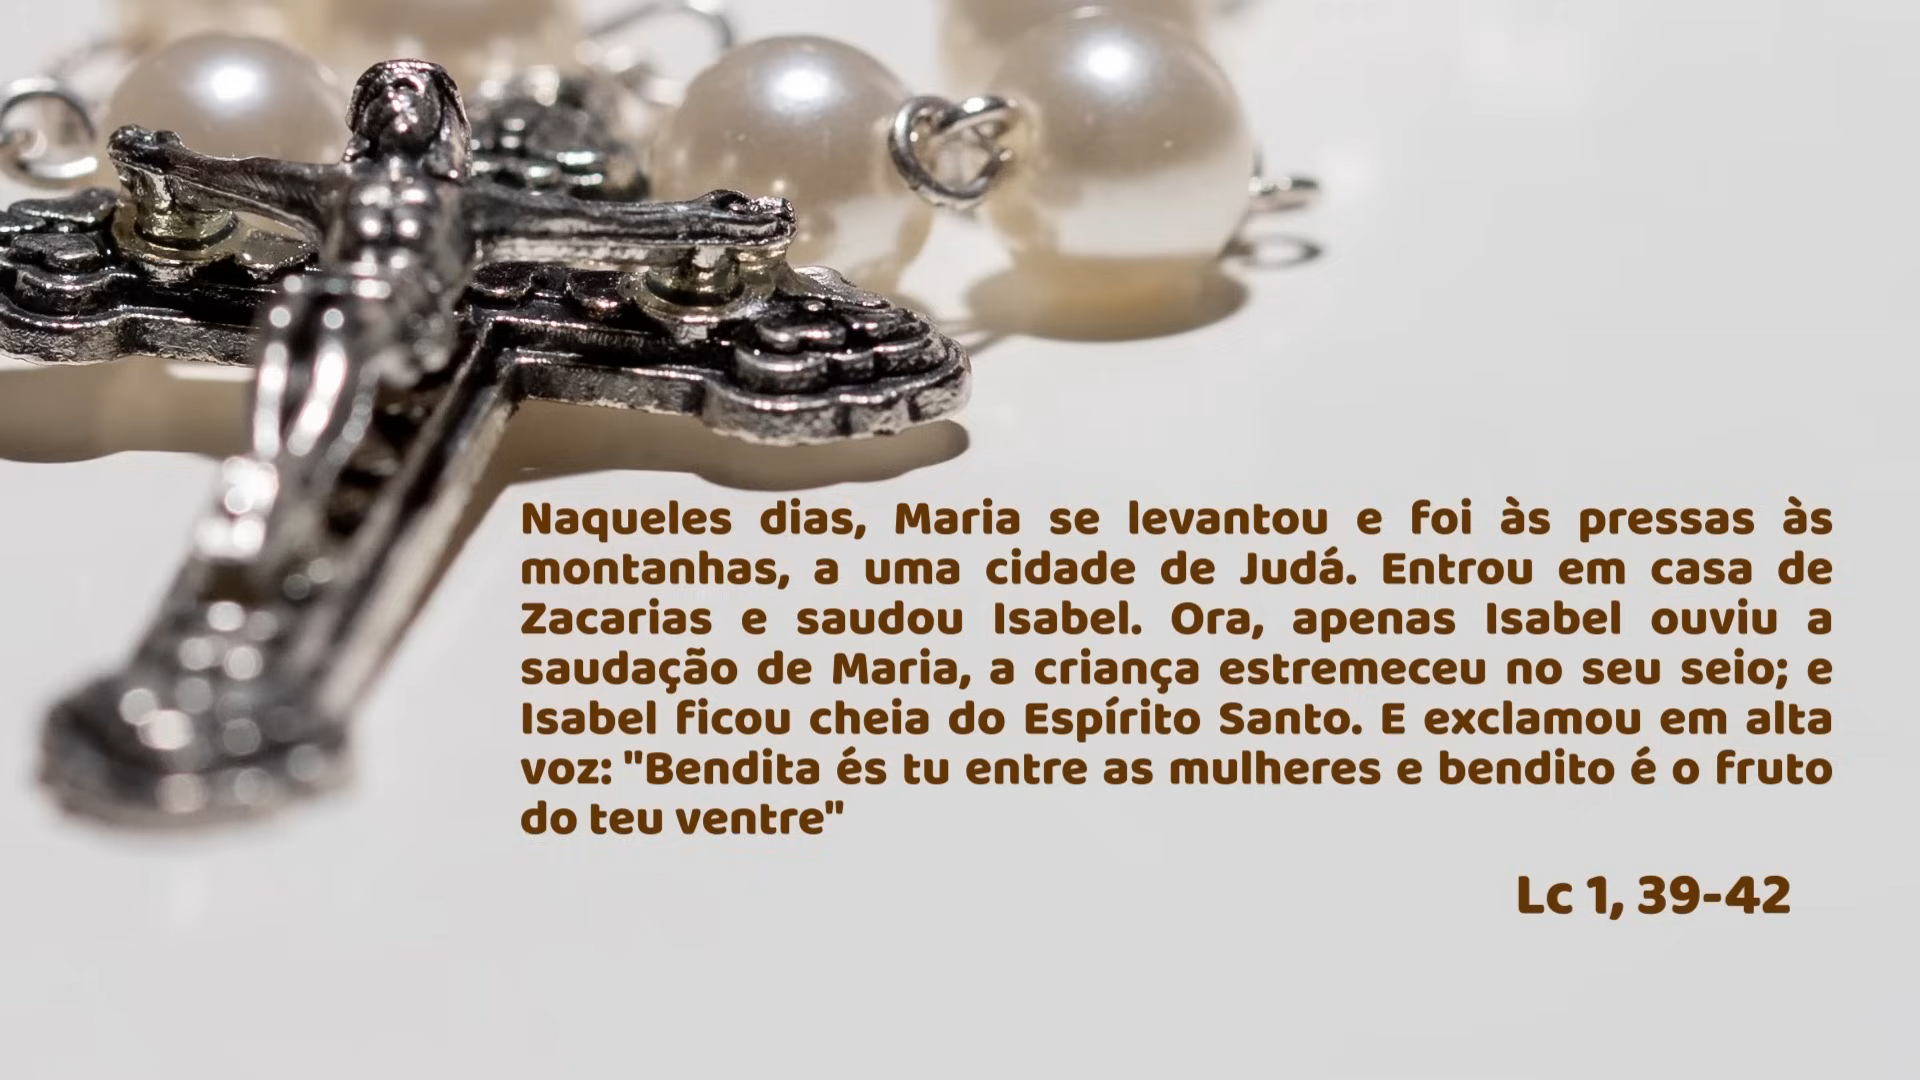 Naqueles dias, Maria se levantou e foi às pressas às
montanhas, a uma cidade de Judá. Entrou em casa de
Zacarias e saudou Isabel. Ora, apenas Isabel ouviu a
saudação de Maria, a criança estremeceu no seu seio; e
Isabel ficou cheia do Espírito Santo. E exclamou em alta
voz: "Bendita és tu entre as mulheres e bendito é o fruto
do teu ventre"
Lc 1, 39-42